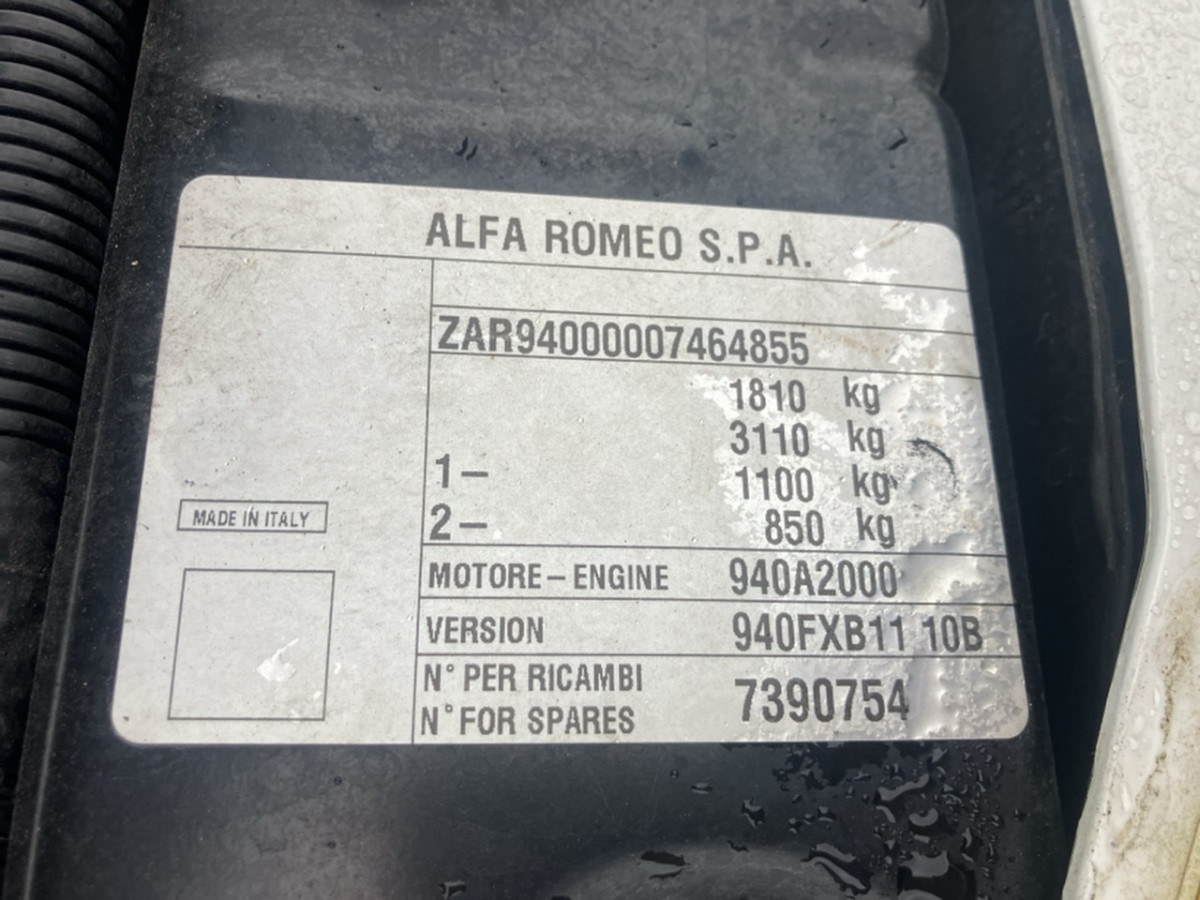 ALFA ROMEO S.P.A.
ZAR94000007464855
1810 kg
3110 kg
1– 1100 kg
2– 850 kg
MADE IN ITALY
MOTORE – ENGINE 940A2000
VERSION 940FXB11 10B
N° PER RICAMBI
N° FOR SPARES 7390754